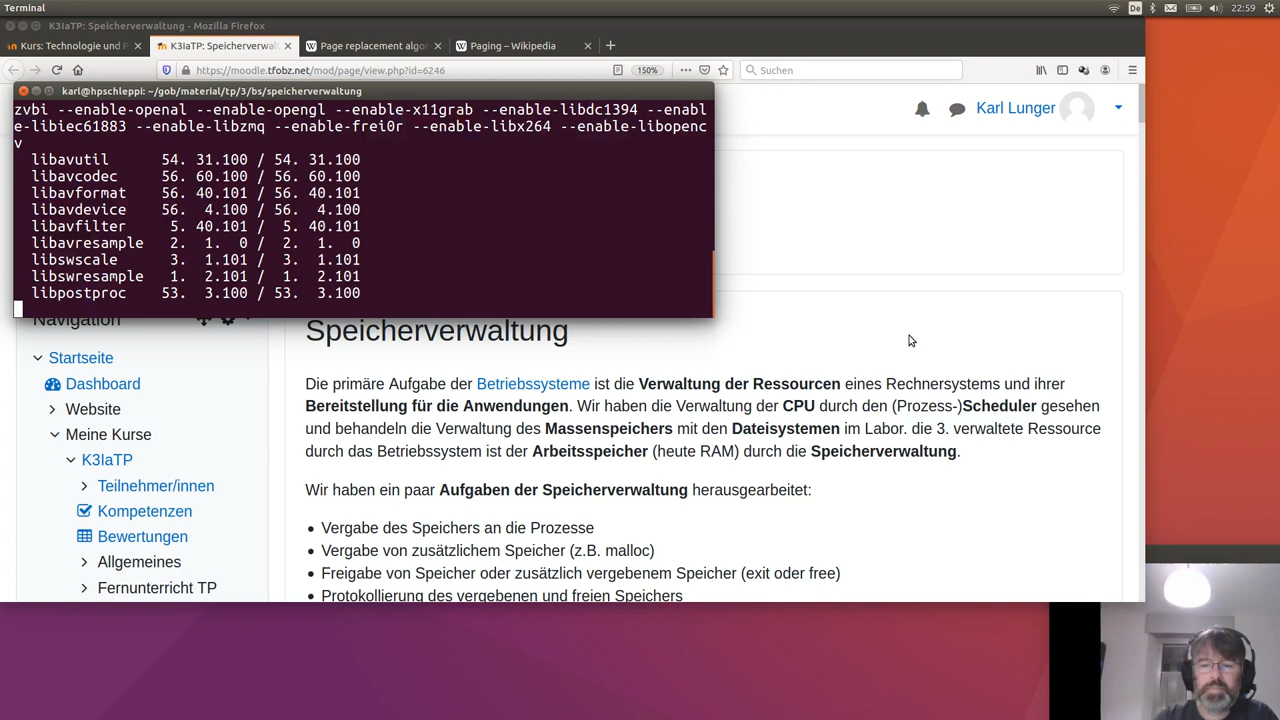 Terminal
De
22:59
K3IaTP: Speicherverwaltung - Mozilla Firefox
Kurs: Technologie und P
K3IaTP: Speicherverwal
Page replacement algor
Paging – Wikipedia
https://moodle.tfobz.net/mod/page/view.php?id=6246
150%
Suchen
karl@hpschleppi: ~/gob/material/tp/3/bs/speicherverwaltung
zvbi --enable-openal --enable-opengl --enable-x11grab --enable-libdc1394 --enabl
e-libiec61883 --enable-libzmq --enable-frei0r --enable-libx264 --enable-libopenc
v
libavutil 54. 31.100 / 54. 31.100
libavcodec 56. 60.100 / 56. 60.100
libavformat 56. 40.101 / 56. 40.101
libavdevice 56. 4.100 / 56. 4.100
libavfilter 5. 40.101 / 5. 40.101
libavresample 2. 1. 0 / 2. 1. 0
libswscale 3. 1.101 / 3. 1.101
libswresample 1. 2.101 / 1. 2.101
libpostproc 53. 3.100 / 53. 3.100
Karl Lunger
Navigation
Startseite
Dashboard
Website
Meine Kurse
K3IaTP
Teilnehmer/innen
Kompetenzen
Bewertungen
Allgemeines
Fernunterricht TP
Speicherverwaltung
Die primäre Aufgabe der Betriebssysteme ist die Verwaltung der Ressourcen eines Rechnersystems und ihrer
Bereitstellung für die Anwendungen. Wir haben die Verwaltung der CPU durch den (Prozess-)Scheduler gesehen
und behandeln die Verwaltung des Massenspeichers mit den Dateisystemen im Labor. die 3. verwaltete Ressource
durch das Betriebssystem ist der Arbeitsspeicher (heute RAM) durch die Speicherverwaltung.
Wir haben ein paar Aufgaben der Speicherverwaltung herausgearbeitet:
Vergabe des Speichers an die Prozesse
Vergabe von zusätzlichem Speicher (z.B. malloc)
Freigabe von Speicher oder zusätzlich vergebenem Speicher (exit oder free)
Protokollierung des vergebenen und freien Speichers